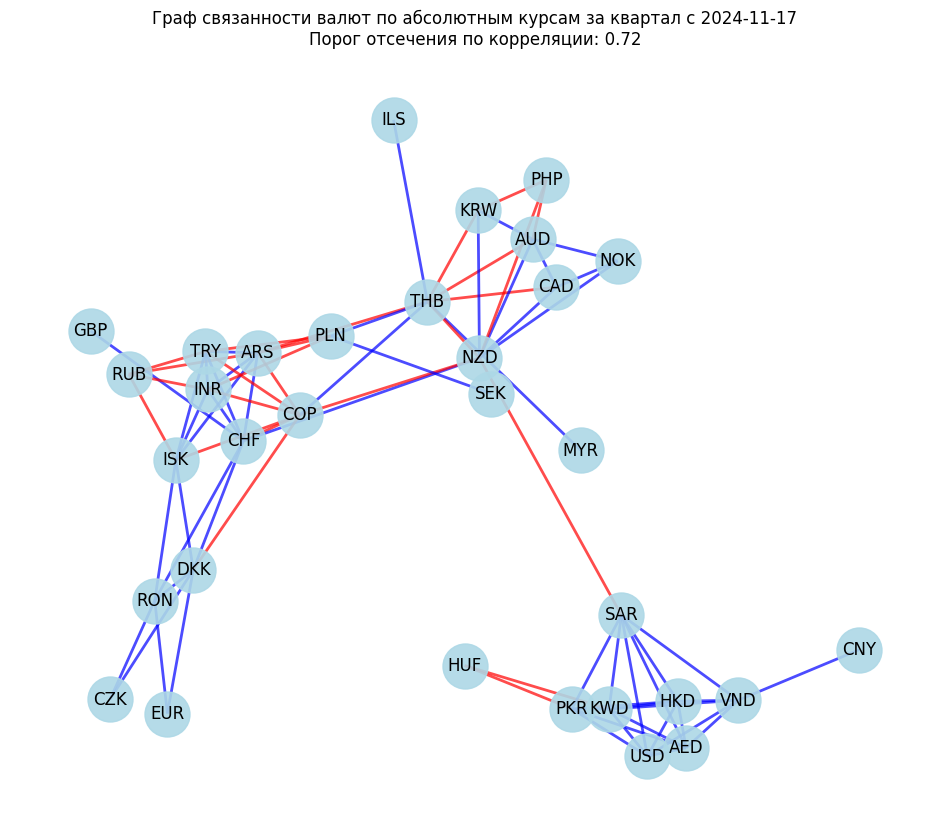 Граф связанности валют по абсолютным курсам за квартал с 2024-11-17
Порог отсечения по корреляции: 0.72
ILS
PHP
KRW
AUD
NOK
CAD
THB
GBP
PLN
TRY
ARS
NZD
RUB
INR
SEK
COP
CHF
MYR
ISK
DKK
RON
SAR
CNY
HUF
CZK
EUR
PKR
KWD
HKD
VND
USD
AED